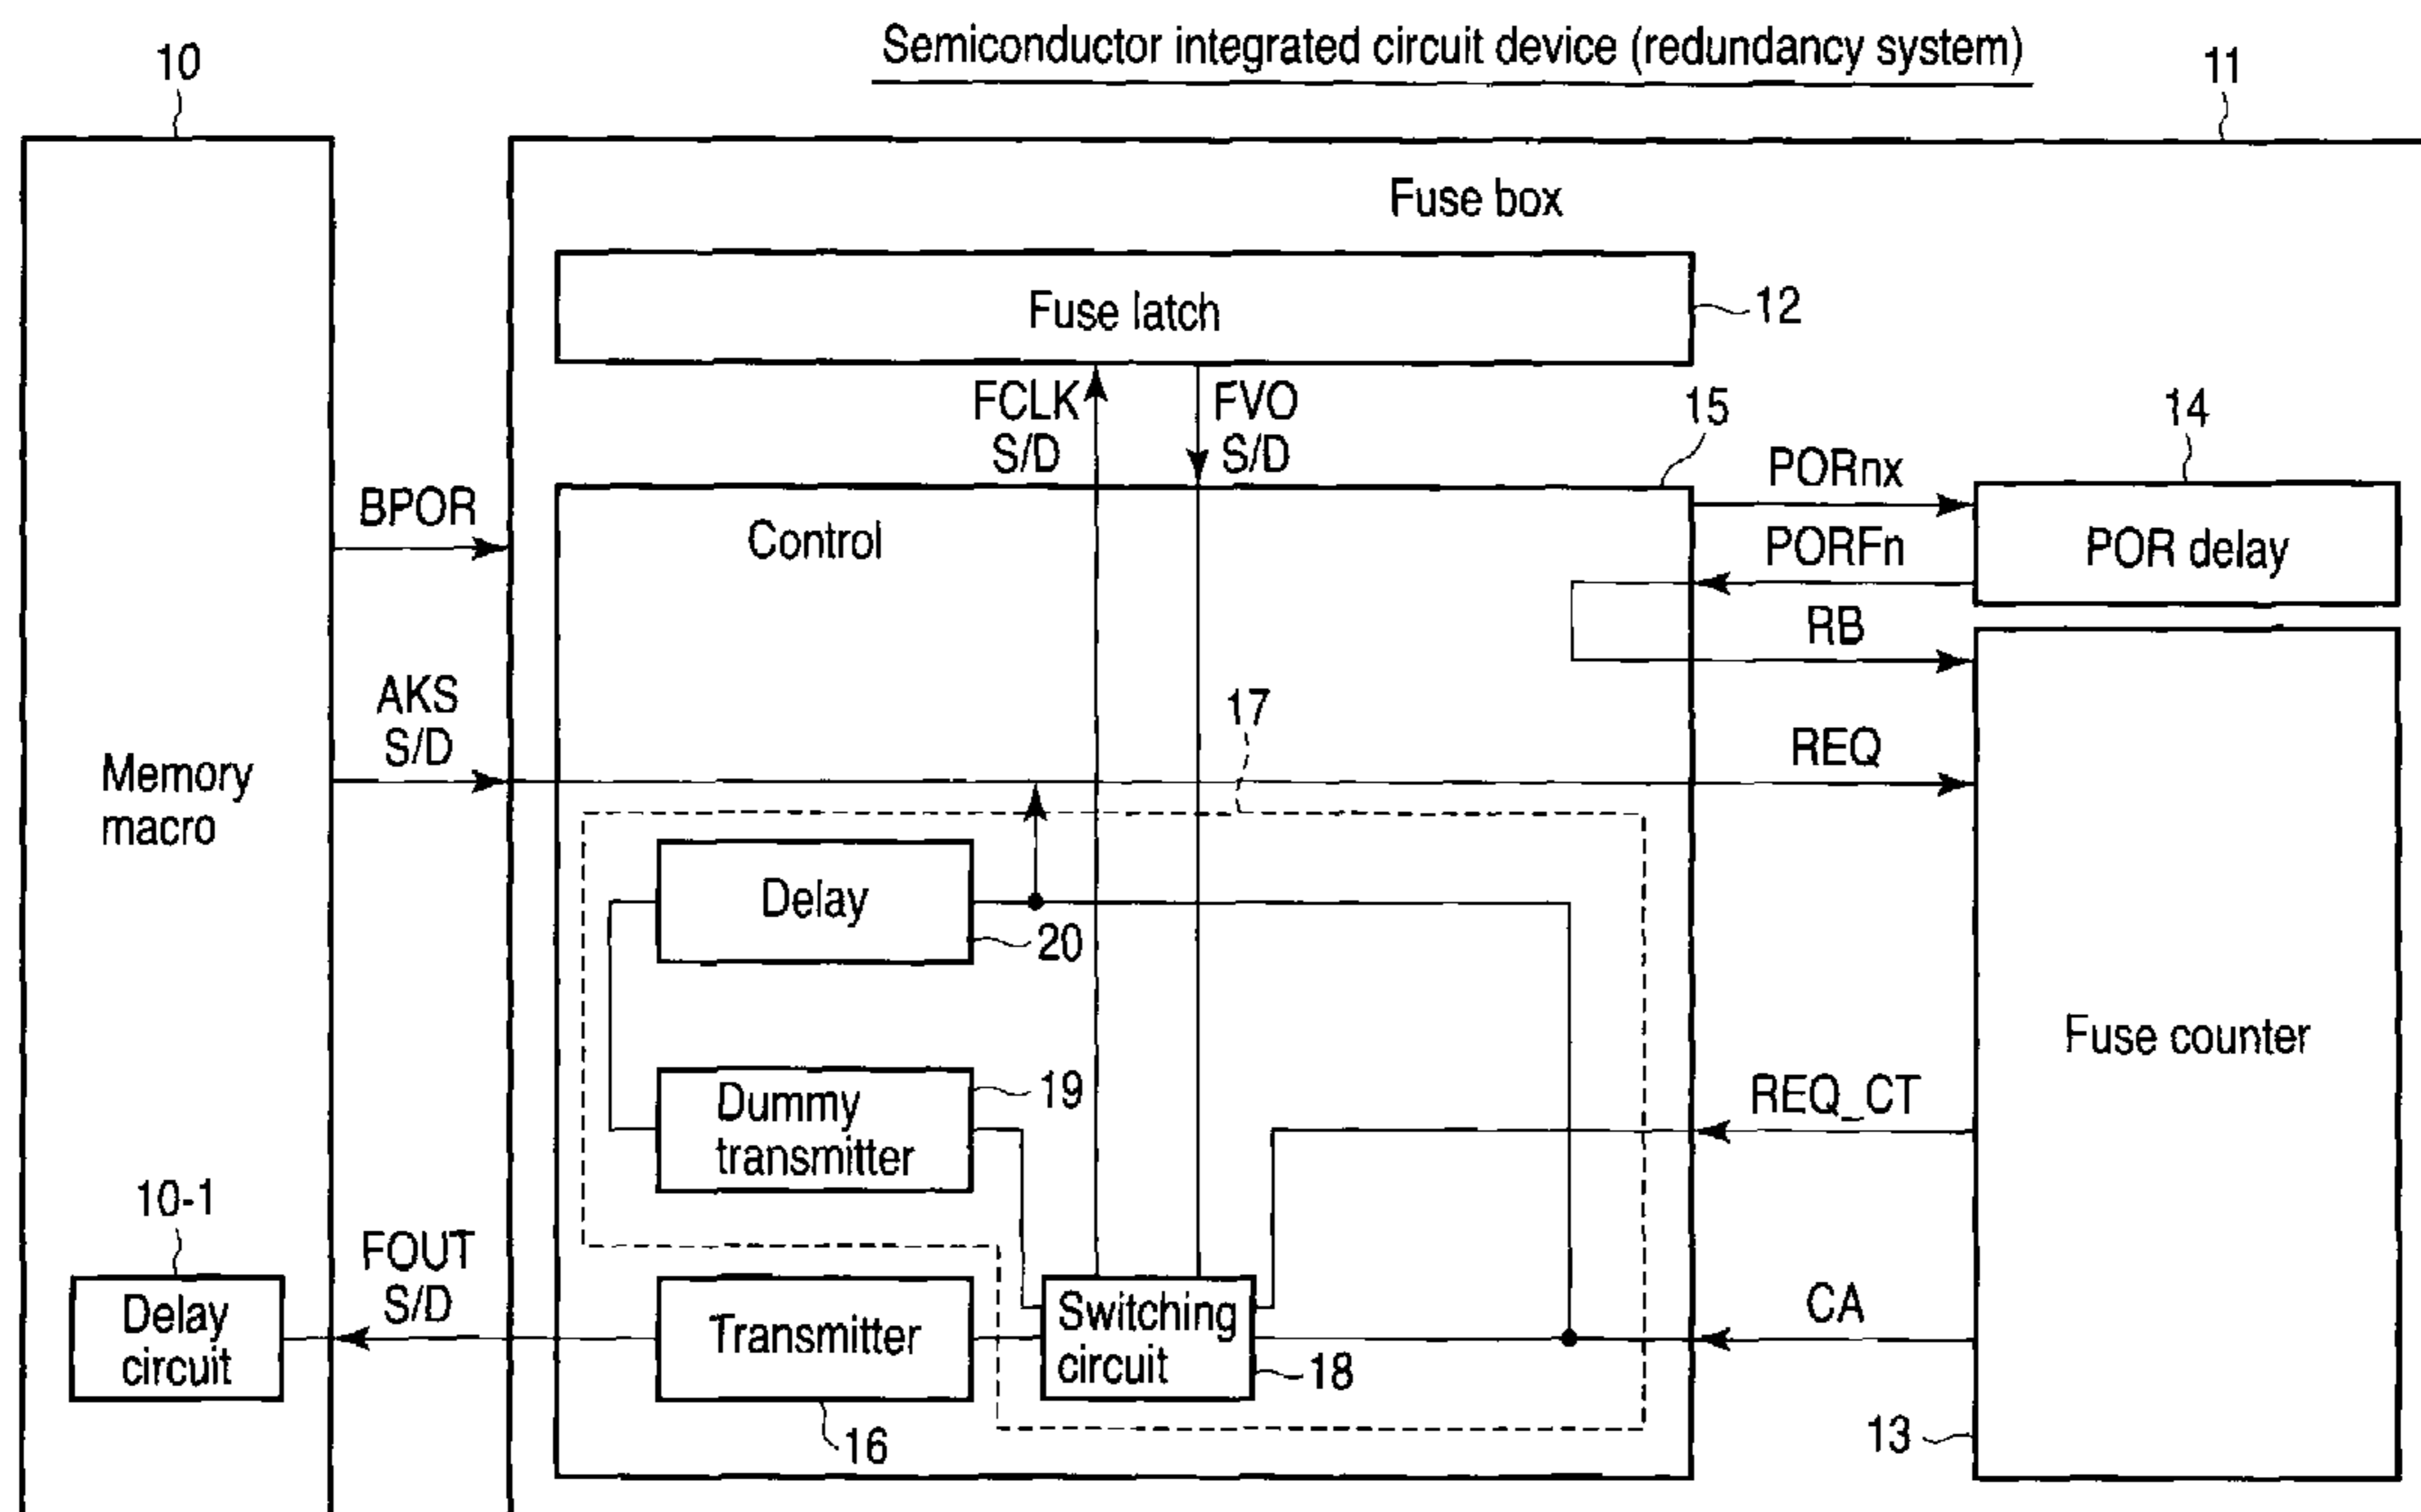 Semiconductor integrated circuit device (redundancy system)
10
11
Fuse box
Fuse latch
12
FCLK
S/D
FVO
S/D
15
14
BPOR
Control
PORnx
PORFn
POR delay
RB
AKS
S/D
17
REQ
Memory
macro
Delay
20
Fuse counter
Dummy
transmitter
19
REQ_CT
10-1
Delay
circuit
FOUT
S/D
Transmitter
16
Switching
circuit
18
CA
13